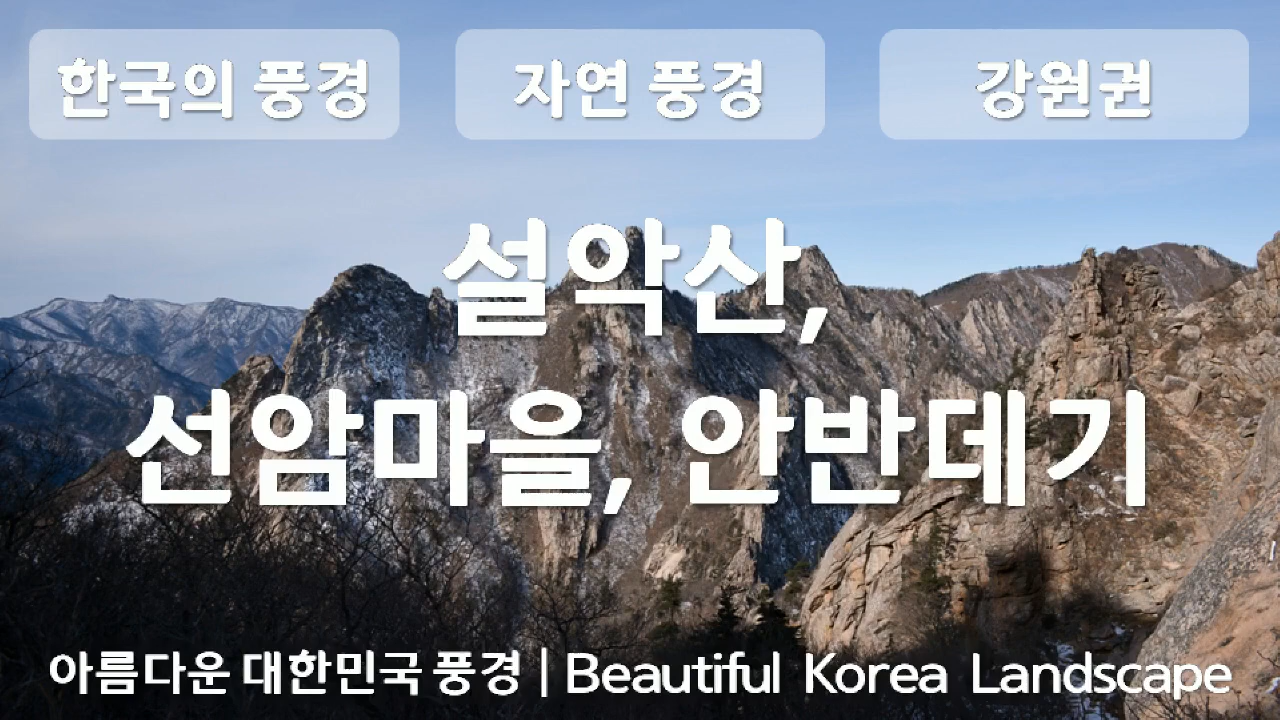 한국의 풍경
자연 풍경
강원권
설악산,
선암마을, 안반데기
아름다운 대한민국 풍경 | Beautiful Korea Landscape